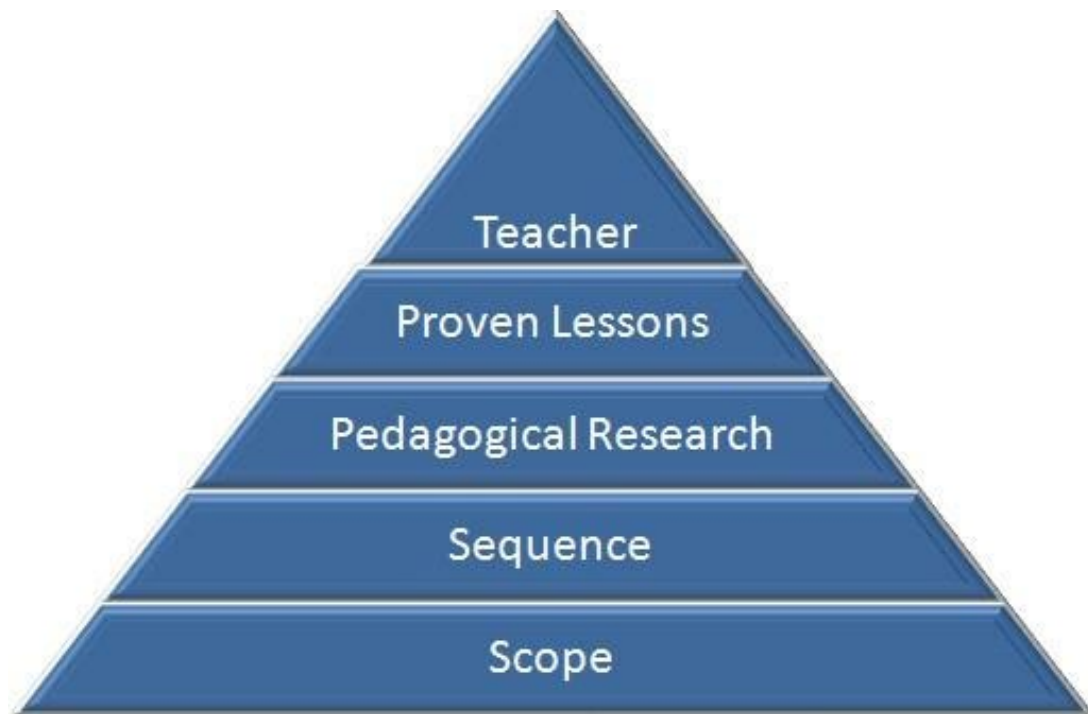 Teacher
Proven Lessons
Pedagogical Research
Sequence
Scope